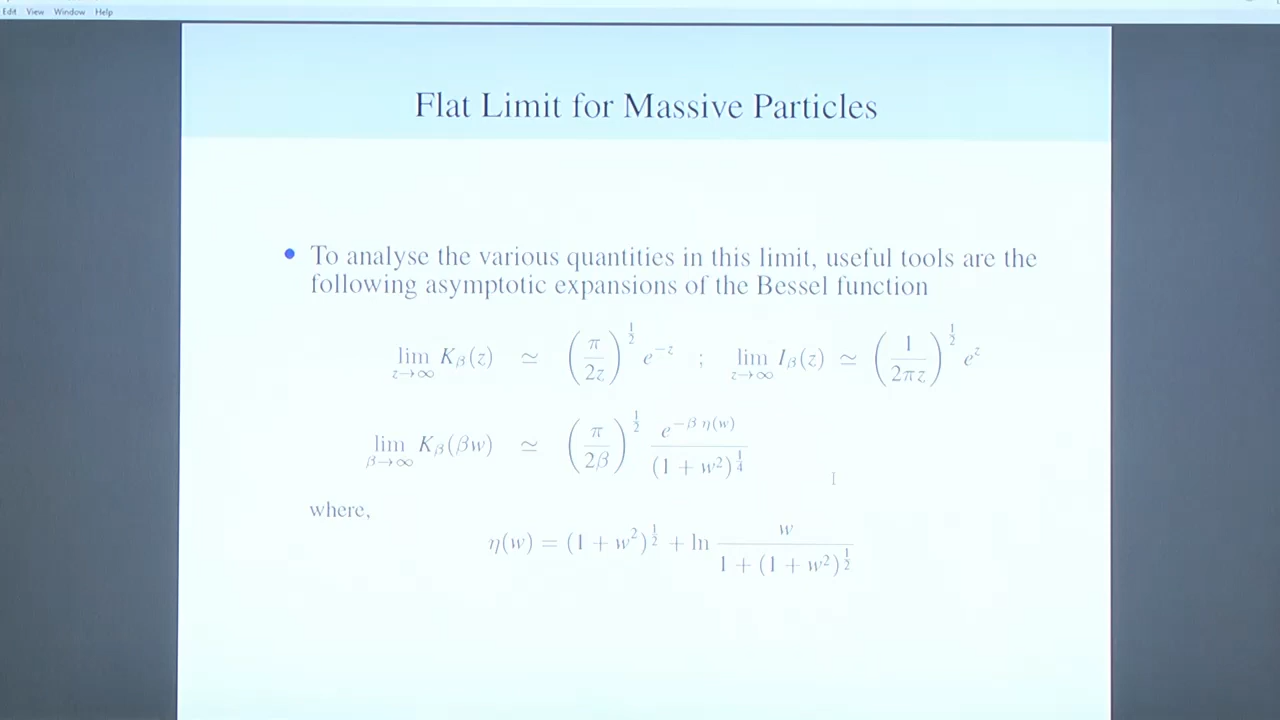 Edit View Window Help
Flat Limit for Massive Particles
• To analyse the various quantities in this limit, useful tools are the
following asymptotic expansions of the Bessel function
lim_{z→∞} K_β(z) ≃ (π/2z)^{1/2} e^{−z} ; lim_{z→∞} I_β(z) ≃ (1/2πz)^{1/2} e^z
lim_{β→∞} K_β(βw) ≃ (π/2β)^{1/2} e^{−β η(w)}/(1 + w²)^{1/4}
where,
η(w) = (1 + w²)^{1/2} + ln w/(1 + (1 + w²)^{1/2})